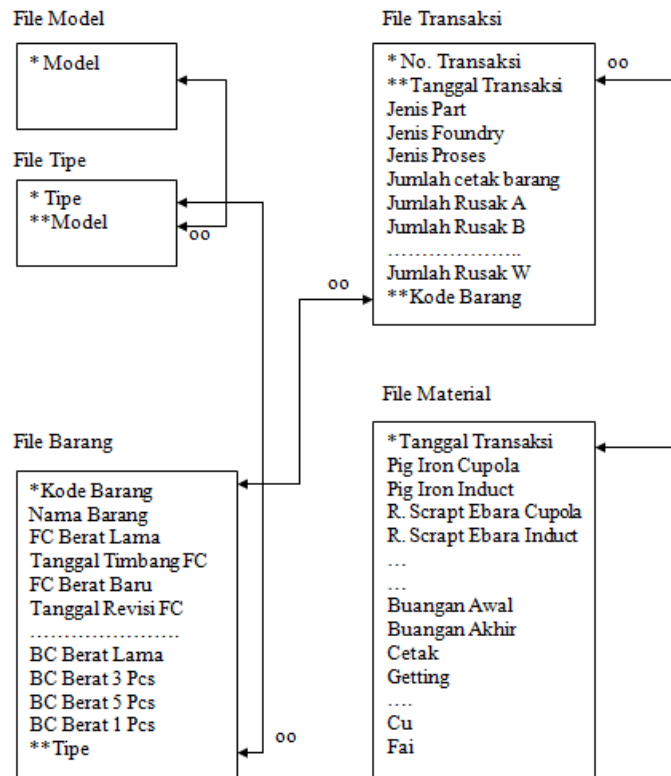 File Model
* Model
File Tipe
* Tipe
**Model
oo
File Barang
*Kode Barang
Nama Barang
FC Berat Lama
Tanggal Timbang FC
FC Berat Baru
Tanggal Revisi FC
………………….
BC Berat Lama
BC Berat 3 Pcs
BC Berat 5 Pcs
BC Berat 1 Pcs
**Tipe
oo
File Transaksi
* No. Transaksi
**Tanggal Transaksi
Jenis Part
Jenis Foundry
Jenis Proses
Jumlah cetak barang
Jumlah Rusak A
Jumlah Rusak B
………………..
Jumlah Rusak W
**Kode Barang
oo
oo
File Material
*Tanggal Transaksi
Pig Iron Cupola
Pig Iron Induct
R. Scrapt Ebara Cupola
R. Scrapt Ebara Induct
…
…
Buangan Awal
Buangan Akhir
Cetak
Getting
….
Cu
Fai